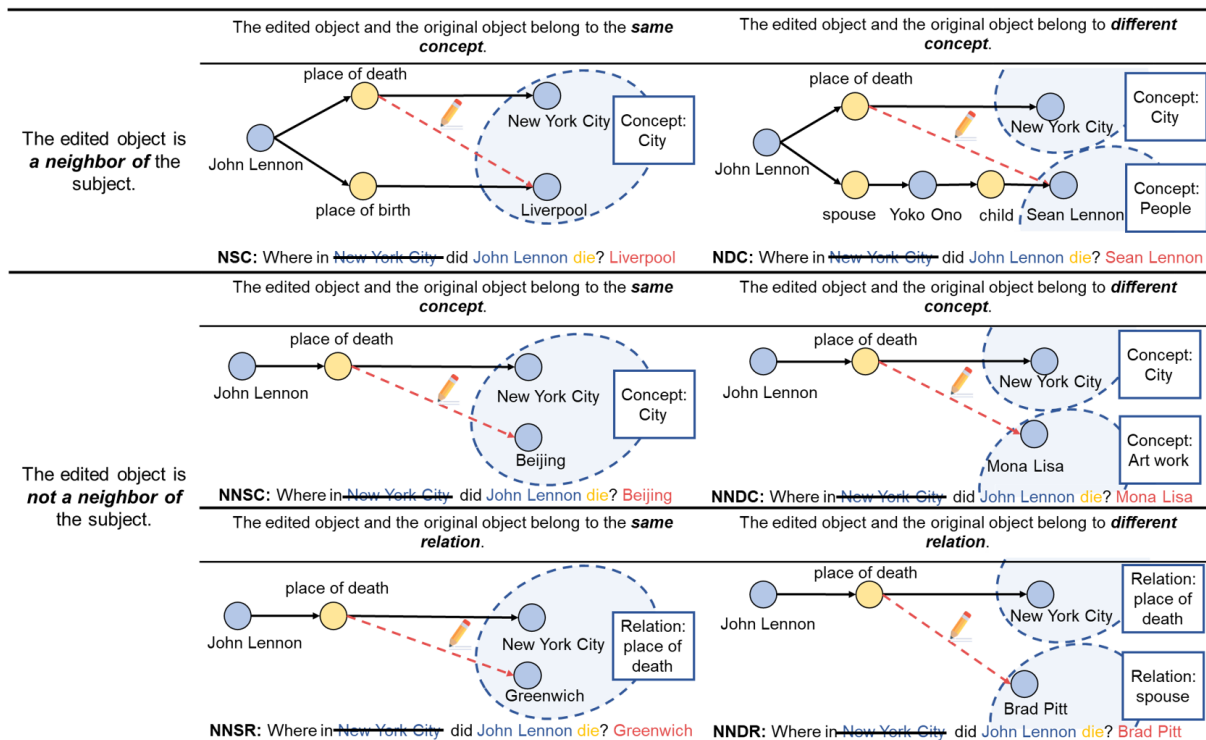 The edited object is
a neighbor of the
subject.
The edited object and the original object belong to the same
concept.
place of death
John Lennon
New York City
Concept:
City
place of birth
Liverpool
NSC: Where in New York City did John Lennon die? Liverpool
The edited object and the original object belong to different
concept.
place of death
John Lennon
New York City
Concept:
City
spouse
Yoko Ono
child
Sean Lennon
Concept:
People
NDC: Where in New York City did John Lennon die? Sean Lennon
The edited object is
not a neighbor of
the subject.
The edited object and the original object belong to the same
concept.
place of death
John Lennon
New York City
Concept:
City
Beijing
NNSC: Where in New York City did John Lennon die? Beijing
The edited object and the original object belong to different
concept.
place of death
John Lennon
New York City
Concept:
City
Mona Lisa
Concept:
Art work
NNDC: Where in New York City did John Lennon die? Mona Lisa
The edited object and the original object belong to the same
relation.
place of death
John Lennon
New York City
Relation:
place of
death
Greenwich
NNSR: Where in New York City did John Lennon die? Greenwich
The edited object and the original object belong to different
relation.
place of death
John Lennon
New York City
Relation:
place of
death
Brad Pitt
Relation:
spouse
NNDR: Where in New York City did John Lennon die? Brad Pitt